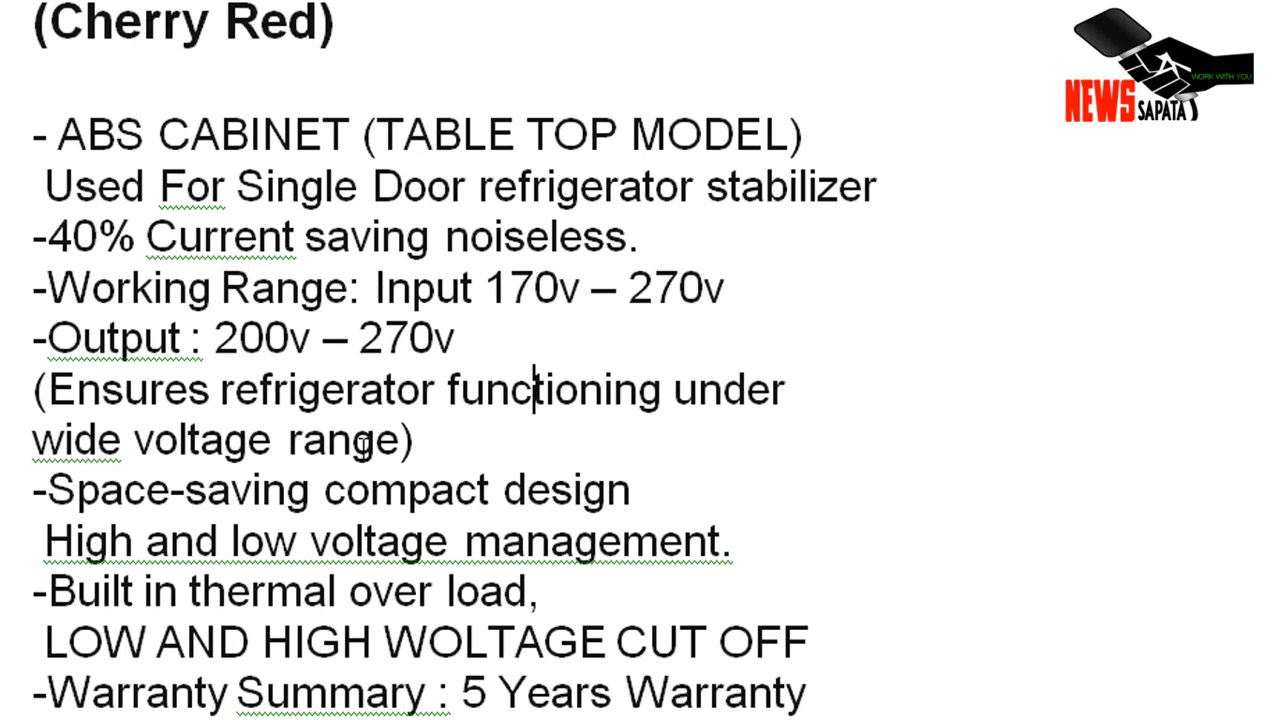 (Cherry Red)
WORK WITH YOU
NEWS
SAPATA
- ABS CABINET (TABLE TOP MODEL)
Used For Single Door refrigerator stabilizer
-40% Current saving noiseless.
-Working Range: Input 170v – 270v
-Output : 200v – 270v
(Ensures refrigerator functioning under
wide voltage range)
-Space-saving compact design
High and low voltage management.
-Built in thermal over load,
LOW AND HIGH WOLTAGE CUT OFF
-Warranty Summary : 5 Years Warranty